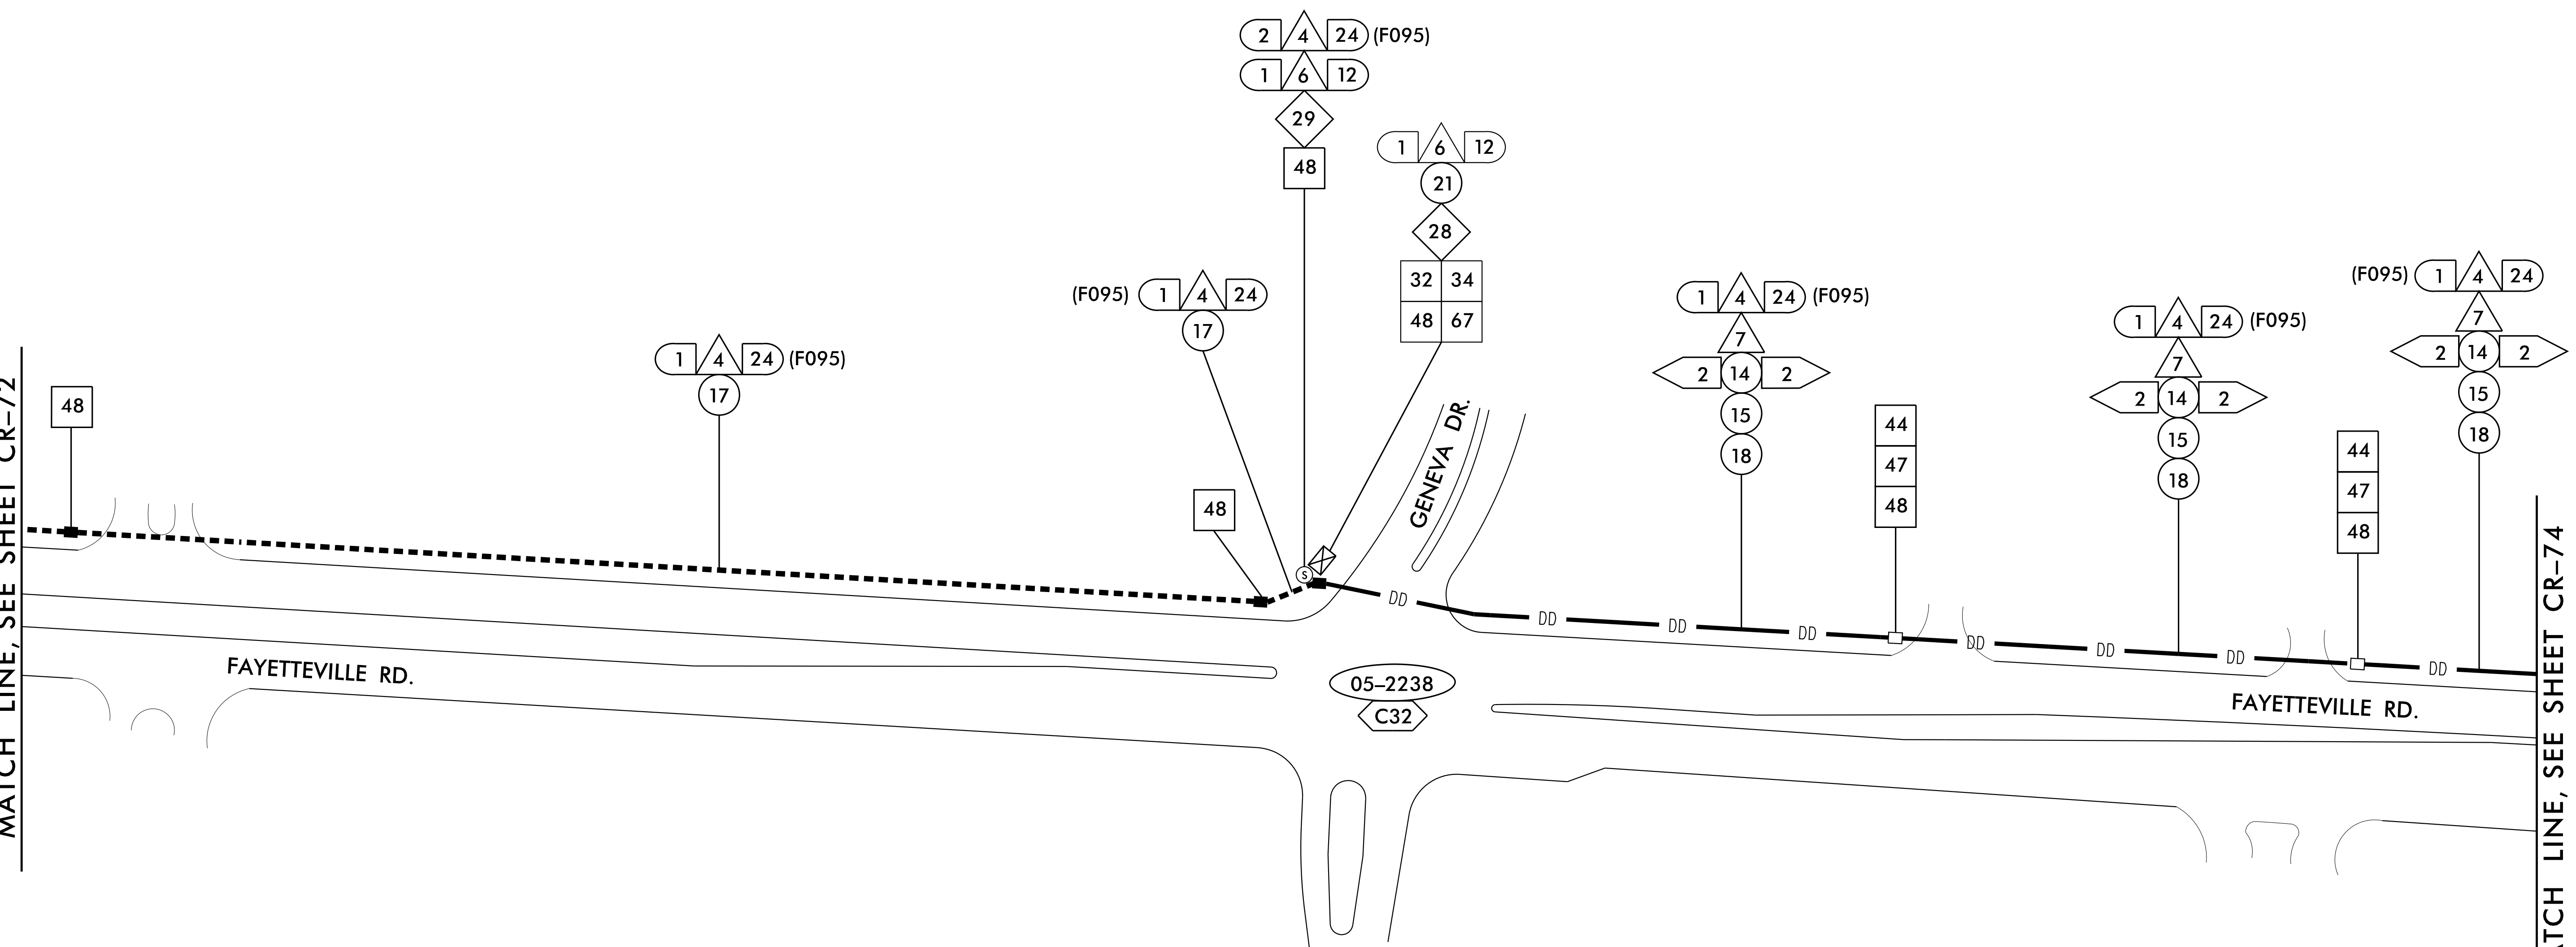 2 4 24 (F095)
1 6 12
29
48
1 6 12
21
28
32 34
48 67
(F095) 1 4 24
17
48
1 4 24 (F095)
17
48
1 4 24 (F095)
7
2 14 2
15
18
44
47
48
1 4 24 (F095)
7
2 14 2
15
18
44
47
48
(F095) 1 4 24
7
2 14 2
15
18
MATCH LINE, SEE SHEET CR-72
GENEVA DR.
S
DD
DD
DD
DD
DD
DD
DD
DD
FAYETTEVILLE RD.
05-2238
C32
FAYETTEVILLE RD.
LINE, SEE SHEET CR-74